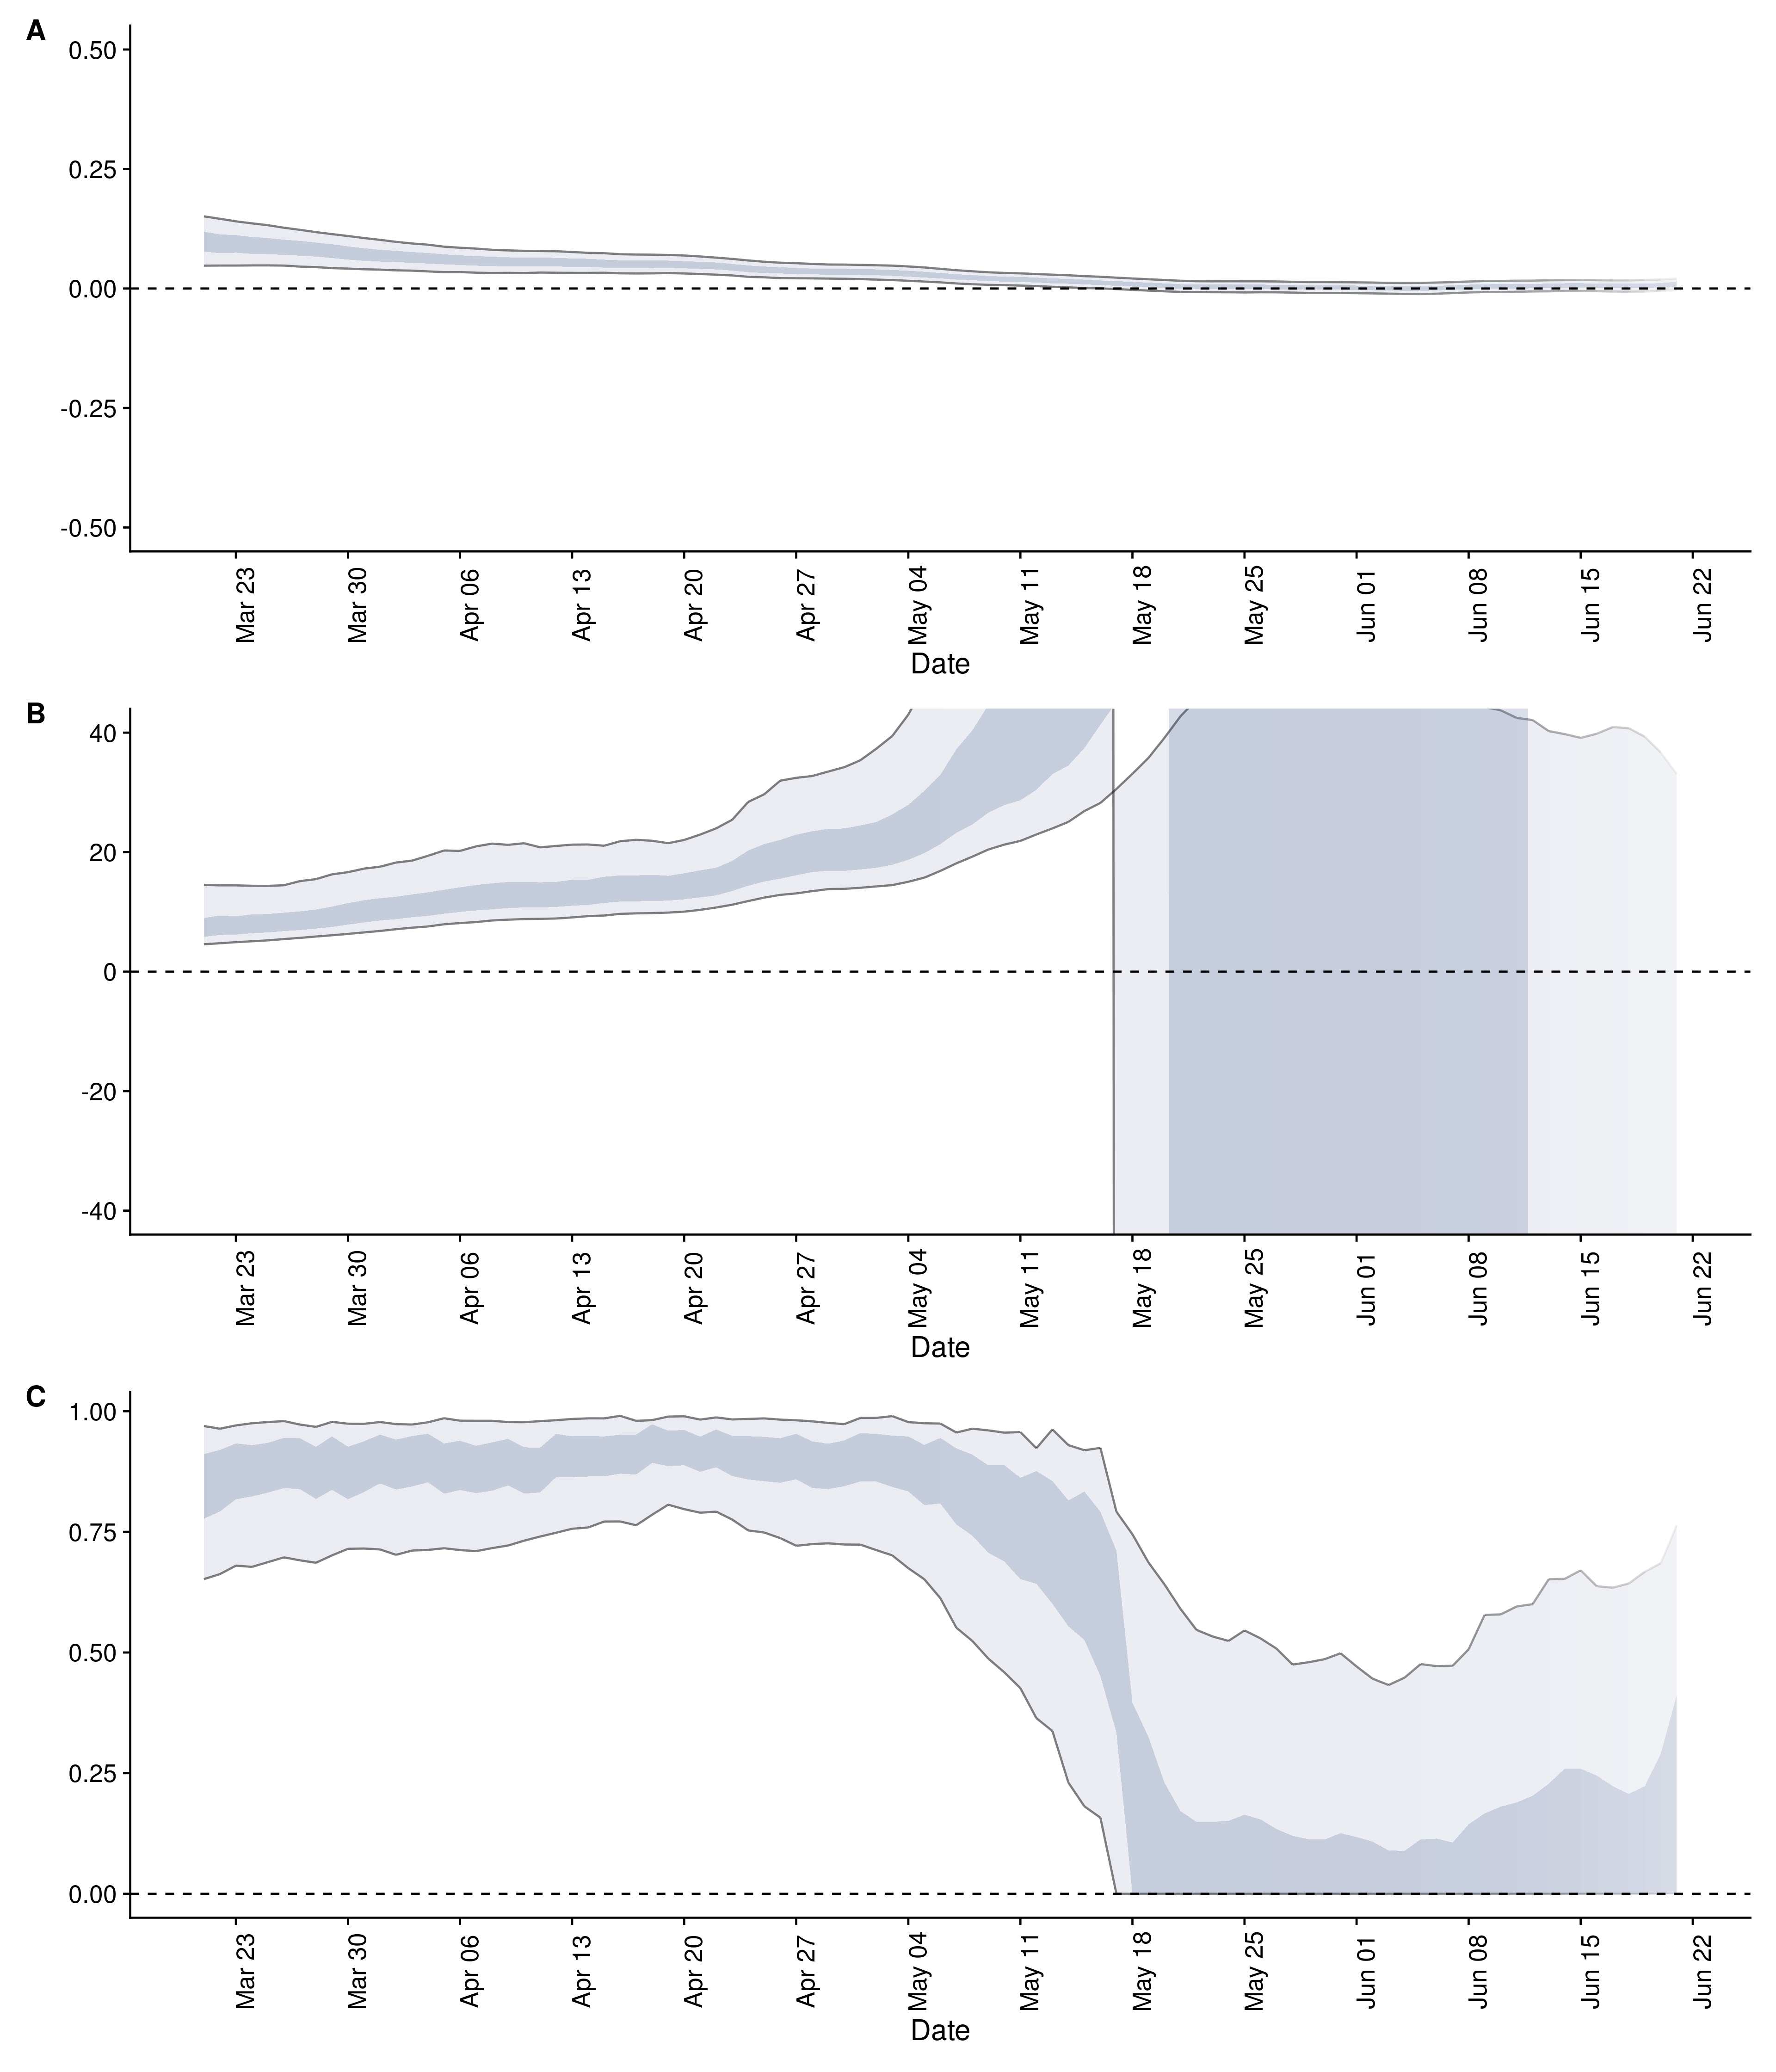 A
0.50
0.25
0.00
-0.25
-0.50
Mar 23
Mar 30
Apr 06
Apr 13
Apr 20
Apr 27
May 04
May 11
May 18
May 25
Jun 01
Jun 08
Jun 15
Jun 22
Date
B
40
20
0
-20
-40
Mar 23
Mar 30
Apr 06
Apr 13
Apr 20
Apr 27
May 04
May 11
May 18
May 25
Jun 01
Jun 08
Jun 15
Jun 22
Date
C
1.00
0.75
0.50
0.25
0.00
Mar 23
Mar 30
Apr 06
Apr 13
Apr 20
Apr 27
May 04
May 11
May 18
May 25
Jun 01
Jun 08
Jun 15
Jun 22
Date